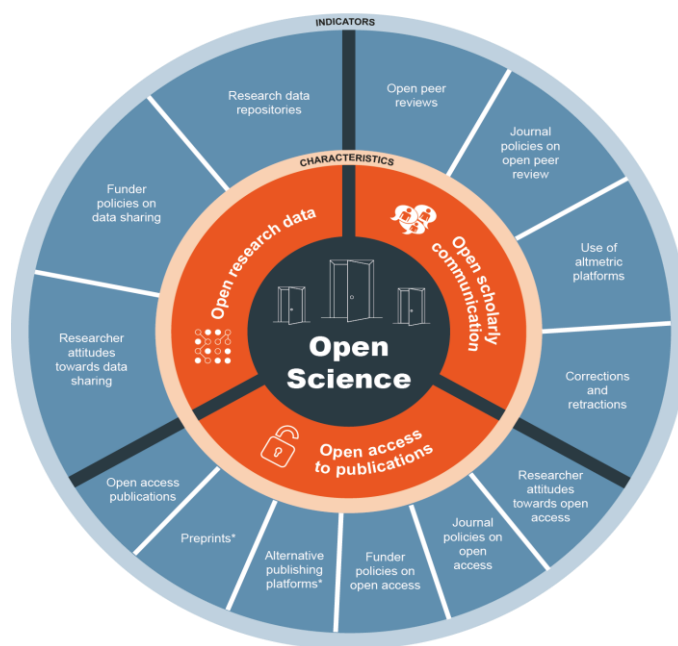 INDICATORS
Open peer
reviews
Journal
policies on
open peer
review
Use of
altmetric
platforms
Corrections
and
retractions
Researcher
attitudes
towards open
access
Journal
policies on
open
access
Funder
policies on
open access
Alternative
publishing
platforms*
Preprints*
Open access
publications
Researcher
attitudes
towards data
sharing
Funder
policies on
data sharing
Research data
repositories
CHARACTERISTICS
Open research data
Open scholarly
communication
Open access
to publications
Open
Science